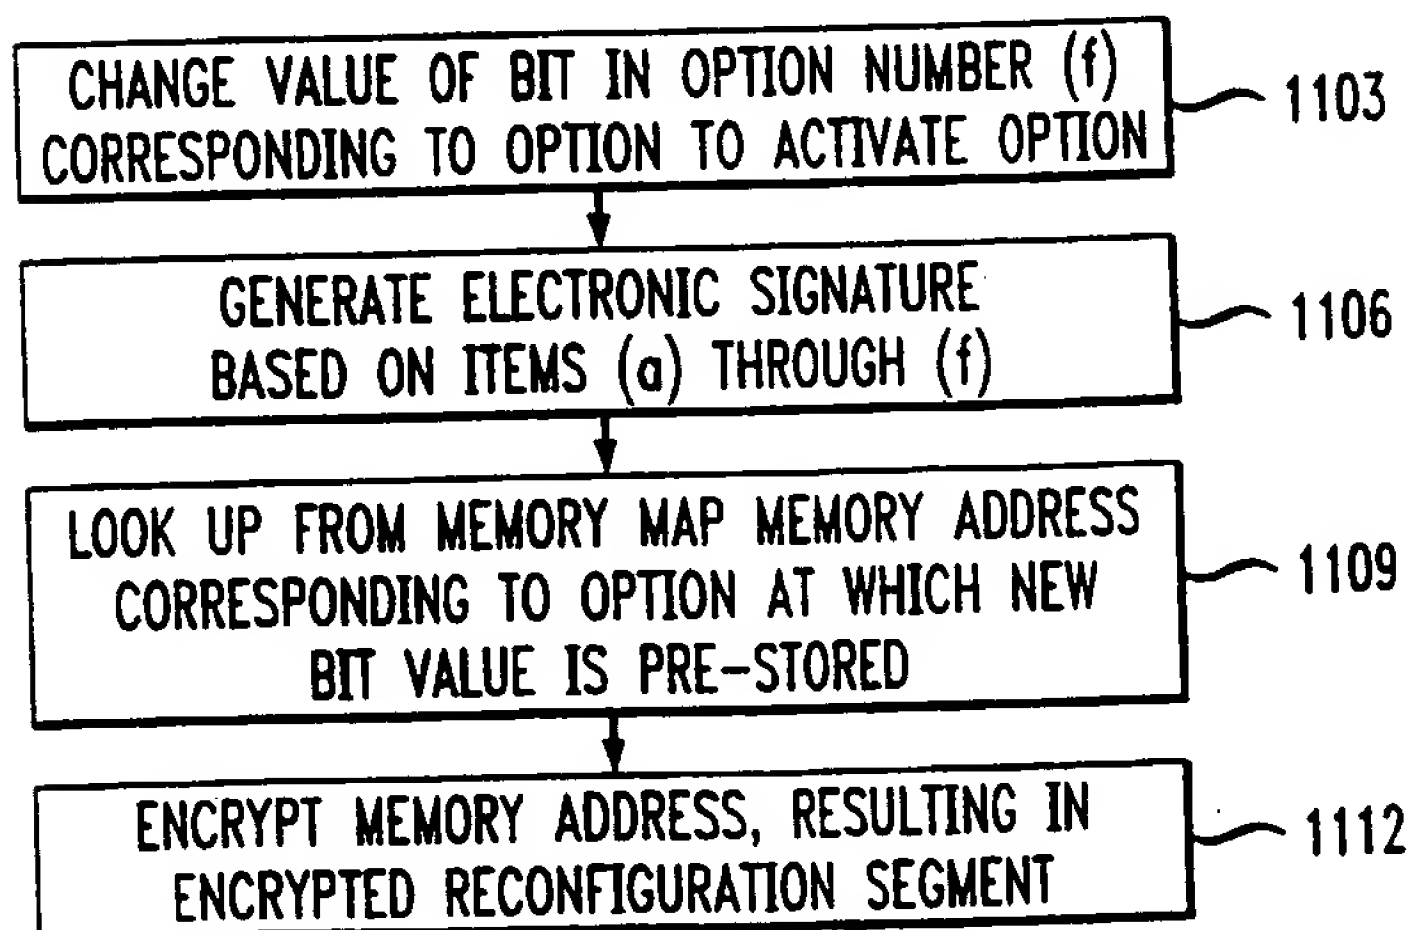 CHANGE VALUE OF BIT IN OPTION NUMBER (f)
CORRESPONDING TO OPTION TO ACTIVATE OPTION
1103
GENERATE ELECTRONIC SIGNATURE
BASED ON ITEMS (a) THROUGH (f)
1106
LOOK UP FROM MEMORY MAP MEMORY ADDRESS
CORRESPONDING TO OPTION AT WHICH NEW
BIT VALUE IS PRE-STORED
1109
ENCRYPT MEMORY ADDRESS, RESULTING IN
ENCRYPTED RECONFIGURATION SEGMENT
1112